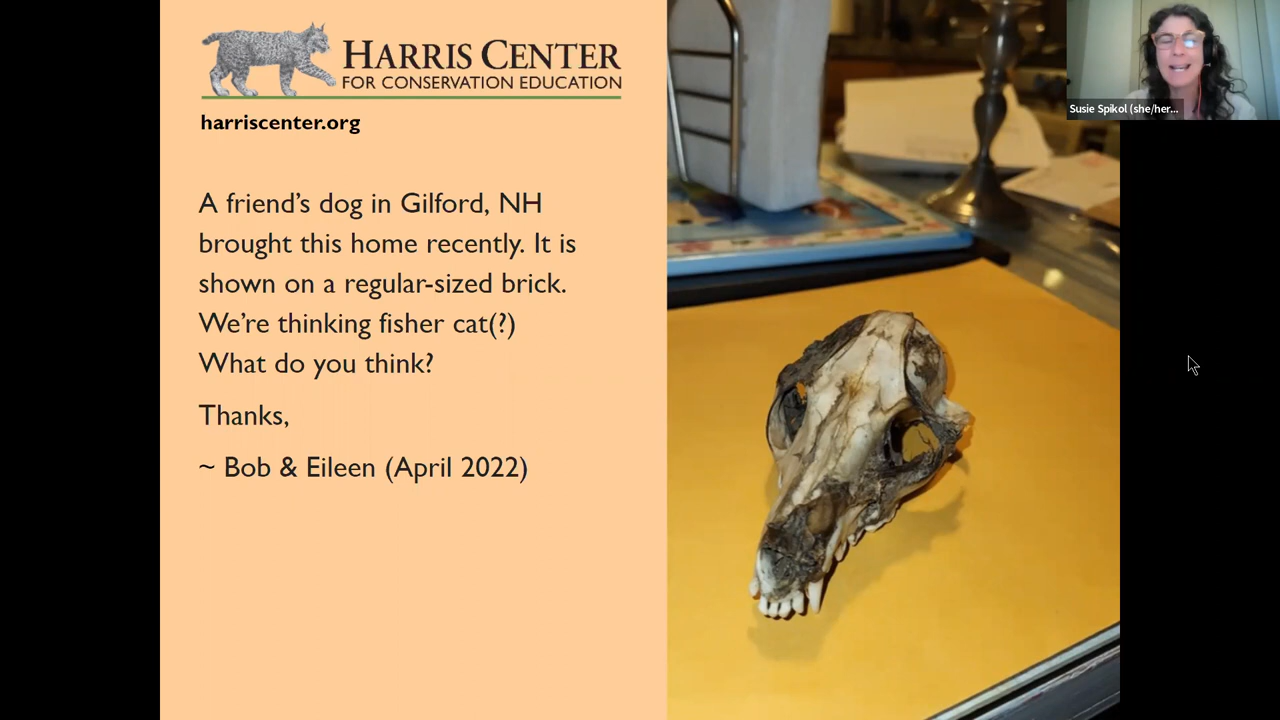 HARRIS CENTER
FOR CONSERVATION EDUCATION
harriscenter.org
A friend’s dog in Gilford, NH
brought this home recently. It is
shown on a regular-sized brick.
We’re thinking fisher cat(?)
What do you think?
Thanks,
~ Bob & Eileen (April 2022)
Susie Spikol (she/her...